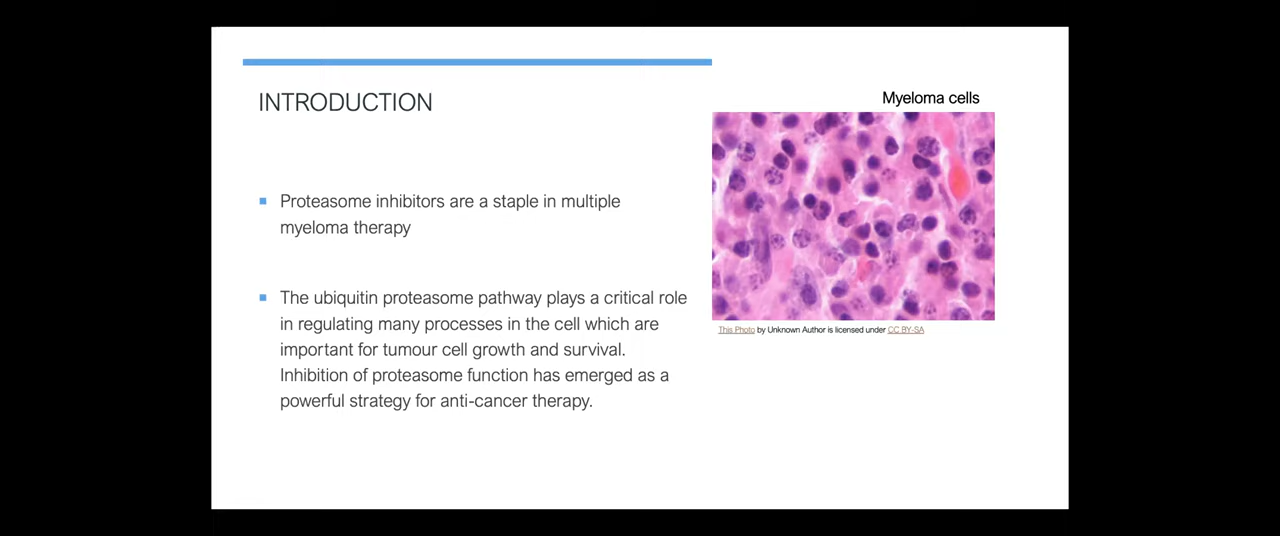 INTRODUCTION
Myeloma cells
Proteasome inhibitors are a staple in multiple
myeloma therapy
The ubiquitin proteasome pathway plays a critical role
in regulating many processes in the cell which are
important for tumour cell growth and survival.
Inhibition of proteasome function has emerged as a
powerful strategy for anti-cancer therapy.
This Photo by Unknown Author is licensed under CC BY-SA